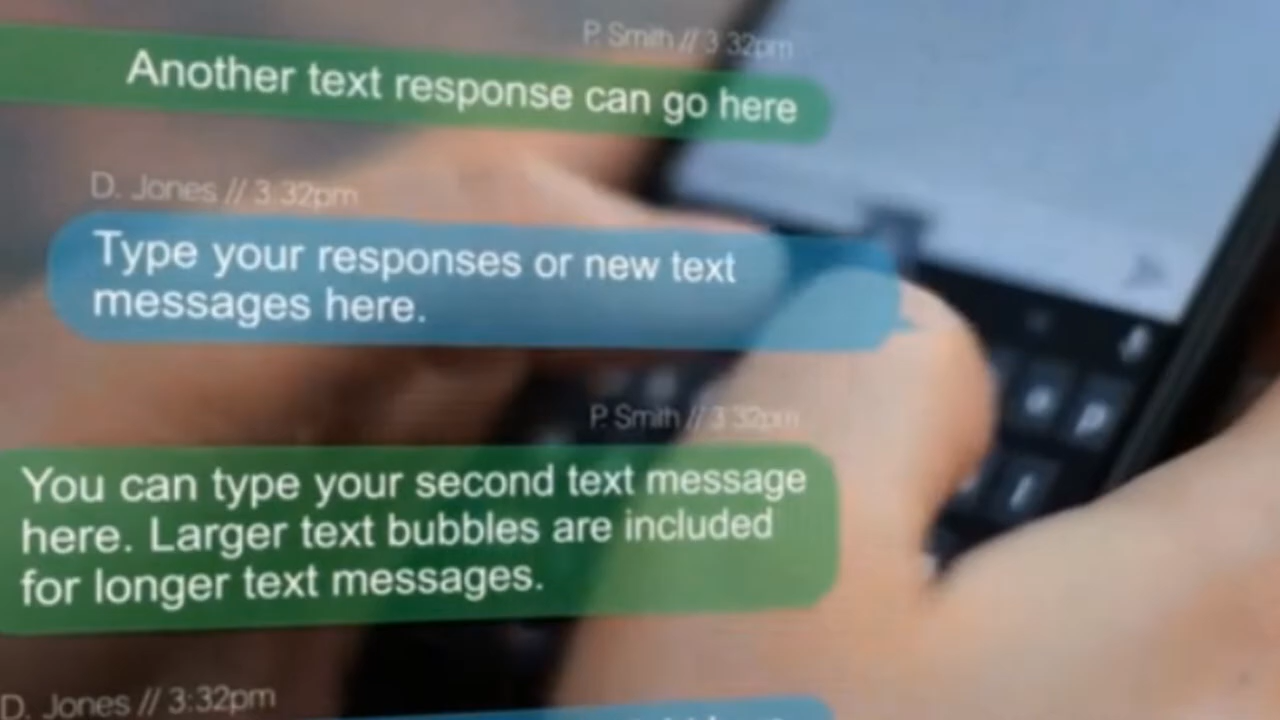 P. Smith // 3:32pm
Another text response can go here
D. Jones // 3:32pm
Type your responses or new text
messages here.
P. Smith // 3:32pm
You can type your second text message
here. Larger text bubbles are included
for longer text messages.
D. Jones // 3:32pm